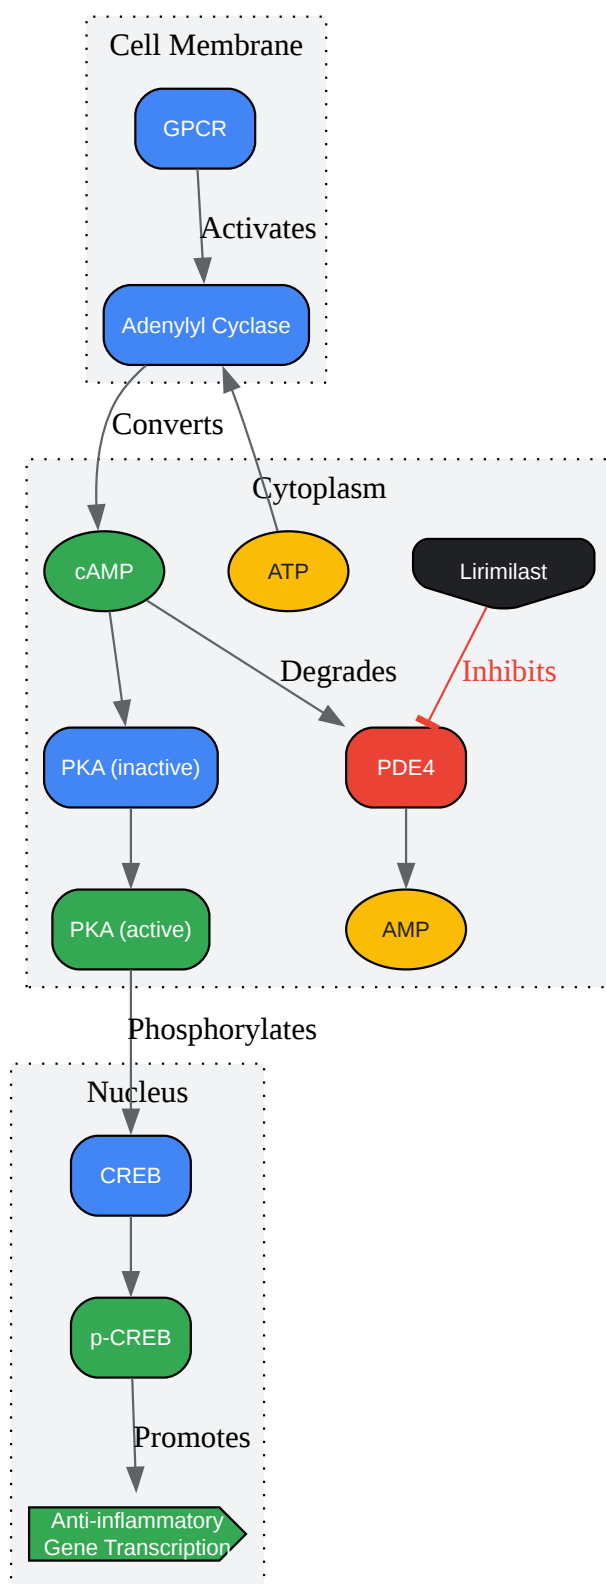 Cell Membrane
GPCR
Activates
Adenylyl Cyclase
Converts
Cytoplasm
cAMP
ATP
Lirimilast
Degrades
Inhibits
PKA (inactive)
PDE4
PKA (active)
AMP
Phosphorylates
Nucleus
CREB
p-CREB
Promotes
Anti-inflammatory
Gene Transcription